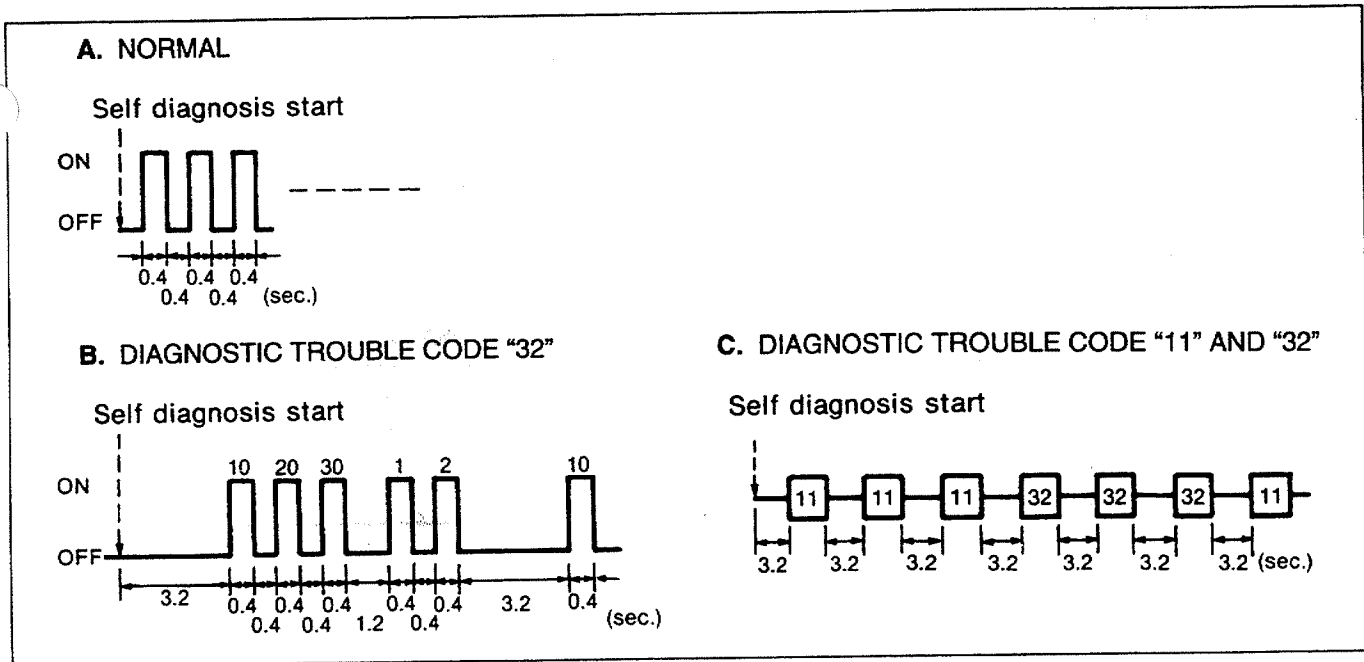 A. NORMAL
Self diagnosis start
ON
OFF
0.4 0.4 0.4
0.4 0.4 (sec.)
B. DIAGNOSTIC TROUBLE CODE “32”
Self diagnosis start
10 20 30 1 2 10
ON
OFF
3.2 0.4 0.4 0.4 0.4 0.4 3.2 0.4
0.4 0.4 1.2 0.4 (sec.)
C. DIAGNOSTIC TROUBLE CODE “11” AND “32”
Self diagnosis start
11 11 11 32 32 32 11
3.2 3.2 3.2 3.2 3.2 3.2 3.2 (sec.)